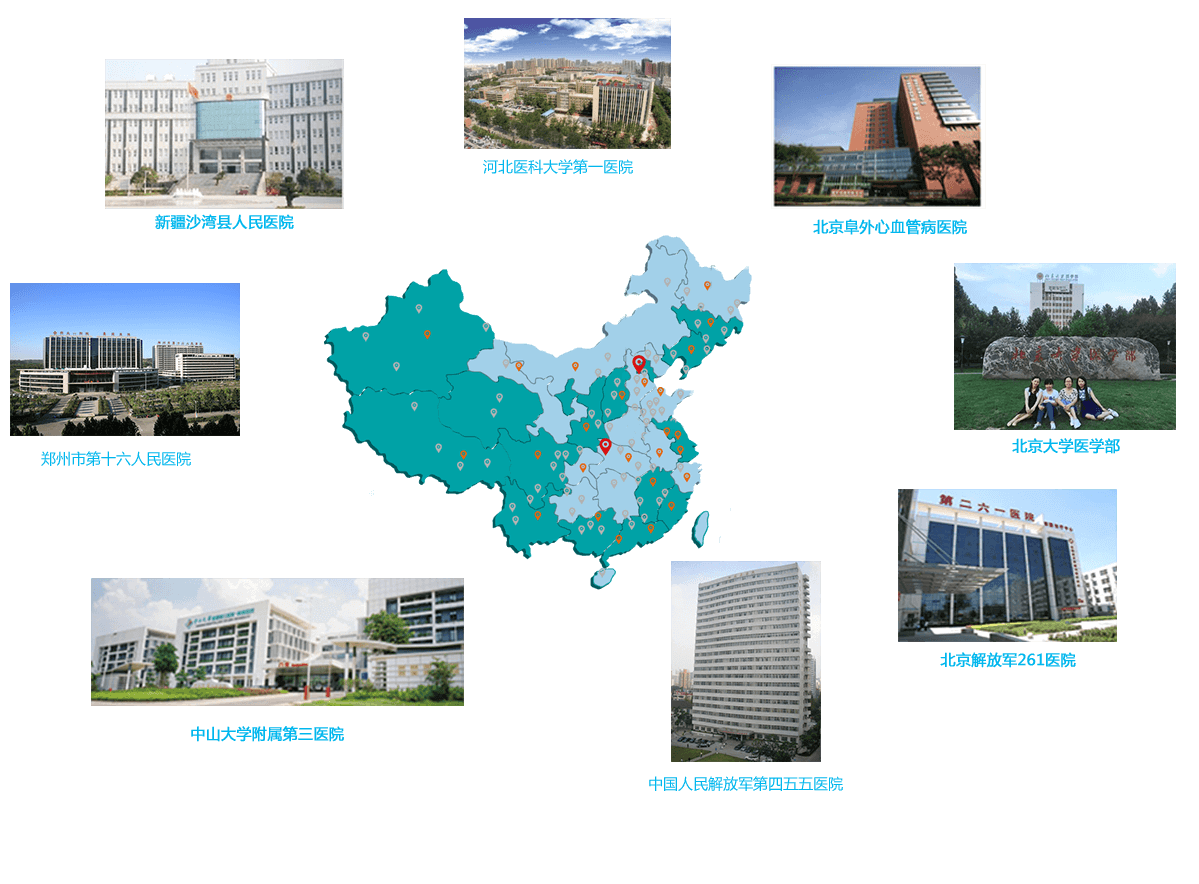 河北医科大学第一医院
新疆沙湾县人民医院
北京阜外心血管病医院
郑州市第十六人民医院
北京大学医学部
第二六一医院
北京解放军261医院
中山大学附属第三医院
中国人民解放军第四五五医院